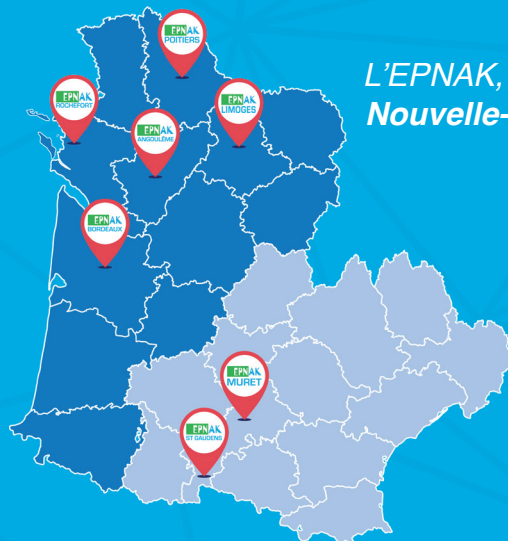 EPNAK
POITIERS
L'EPNAK,
Nouvelle-
EPNAK
ROCHEFORT
EPNAK
LIMOGES
EPNAK
ANGOULÊME
EPNAK
BORDEAUX
EPNAK
MURET
EPNAK
ST GAUDENS